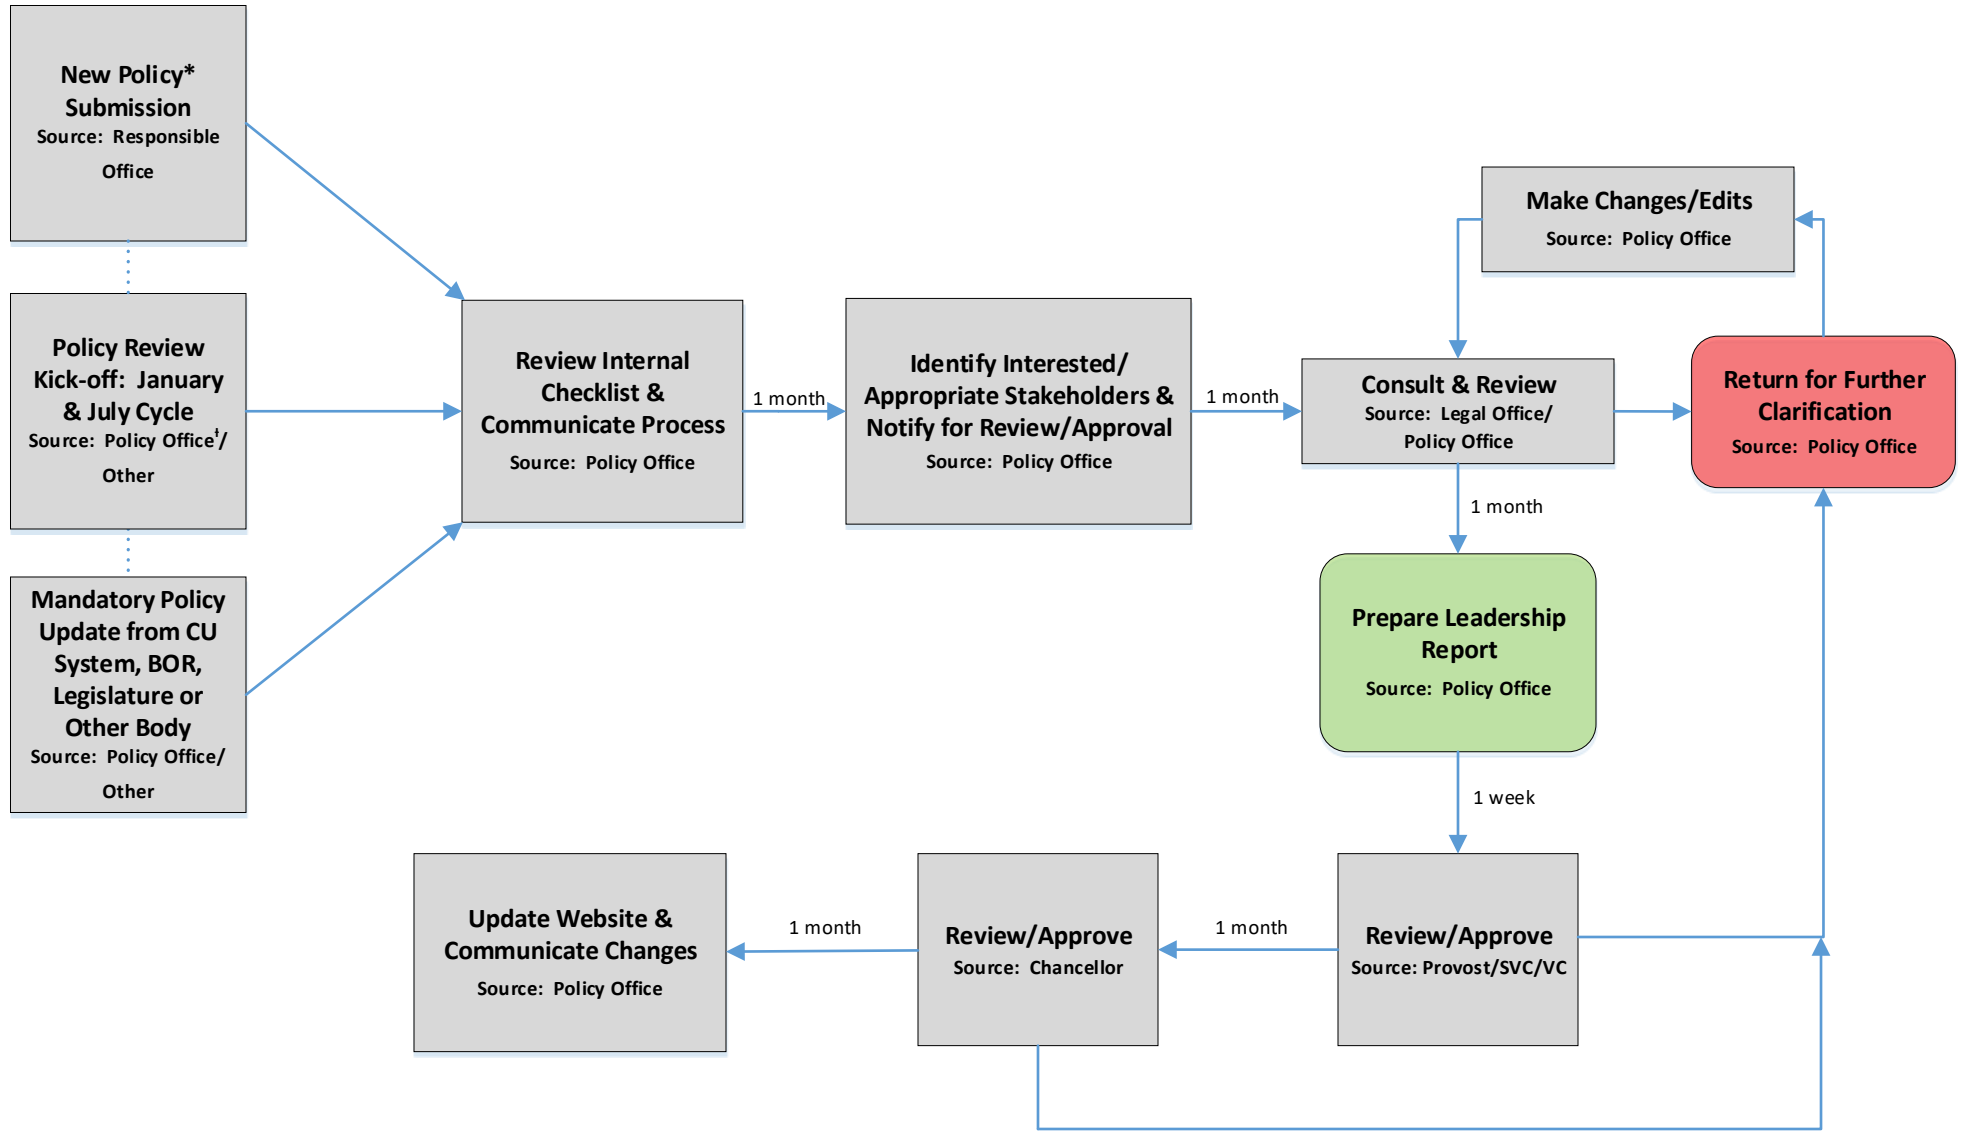 New Policy*
Submission
Source: Responsible
Office
Policy Review
Kick-off: January
& July Cycle
Source: Policy Officeƚ/
Other
Mandatory Policy
Update from CU
System, BOR,
Legislature or
Other Body
Source: Policy Office/
Other
Review Internal
Checklist &
Communicate Process
Source: Policy Office
1 month
Identify Interested/
Appropriate Stakeholders &
Notify for Review/Approval
Source: Policy Office
1 month
Make Changes/Edits
Source: Policy Office
Consult & Review
Source: Legal Office/
Policy Office
Return for Further
Clarification
Source: Policy Office
1 month
Prepare Leadership
Report
Source: Policy Office
1 week
Review/Approve
Source: Provost/SVC/VC
1 month
Review/Approve
Source: Chancellor
1 month
Update Website &
Communicate Changes
Source: Policy Office